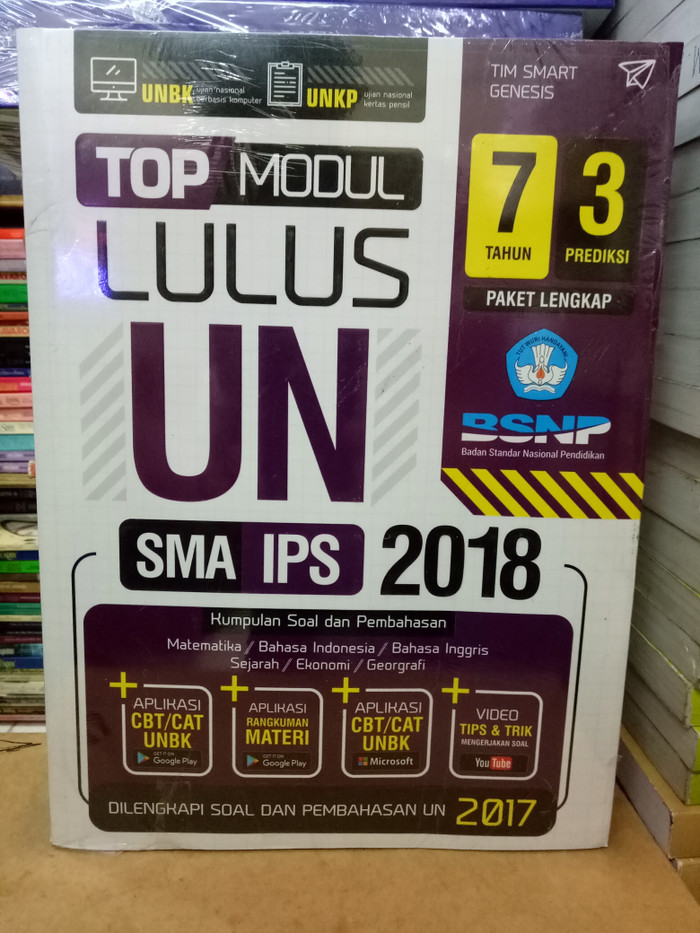 UNBK ujian nasional
berbasis komputer
UNKP ujian nasional
kertas pensil
TIM SMART
GENESIS
TOP MODUL
LULUS
UN
7
TAHUN
3
PREDIKSI
PAKET LENGKAP
TUT WURI HANDAYANI
BSNP
Badan Standar Nasional Pendidikan
SMA IPS 2018
Kumpulan Soal dan Pembahasan
Matematika / Bahasa Indonesia / Bahasa Inggris
Sejarah / Ekonomi / Georgrafi
+ APLIKASI
CBT/CAT
UNBK
GET IT ON
Google Play
+ APLIKASI
RANGKUMAN
MATERI
GET IT ON
Google Play
+ APLIKASI
CBT/CAT
UNBK
Microsoft
+ VIDEO
TIPS & TRIK
MENGERJAKAN SOAL
YouTube
DILENGKAPI SOAL DAN PEMBAHASAN UN 2017